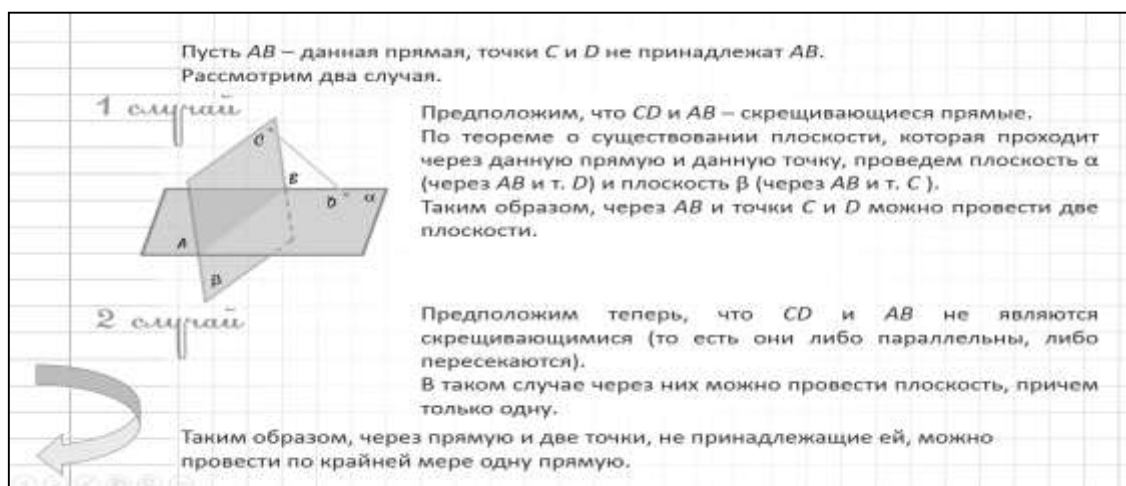 Пусть AB – данная прямая, точки C и D не принадлежат AB.
Рассмотрим два случая.
1 случай
Предположим, что CD и AB – скрещивающиеся прямые.
По теореме о существовании плоскости, которая проходит
через данную прямую и данную точку, проведем плоскость α
(через AB и т. D) и плоскость β (через AB и т. C ).
Таким образом, через AB и точки C и D можно провести две
плоскости.
C
B
D
α
A
β
2 случай
Предположим теперь, что CD и AB не являются
скрещивающимися (то есть они либо параллельны, либо
пересекаются).
В таком случае через них можно провести плоскость, причем
только одну.
Таким образом, через прямую и две точки, не принадлежащие ей, можно
провести по крайней мере одну прямую.